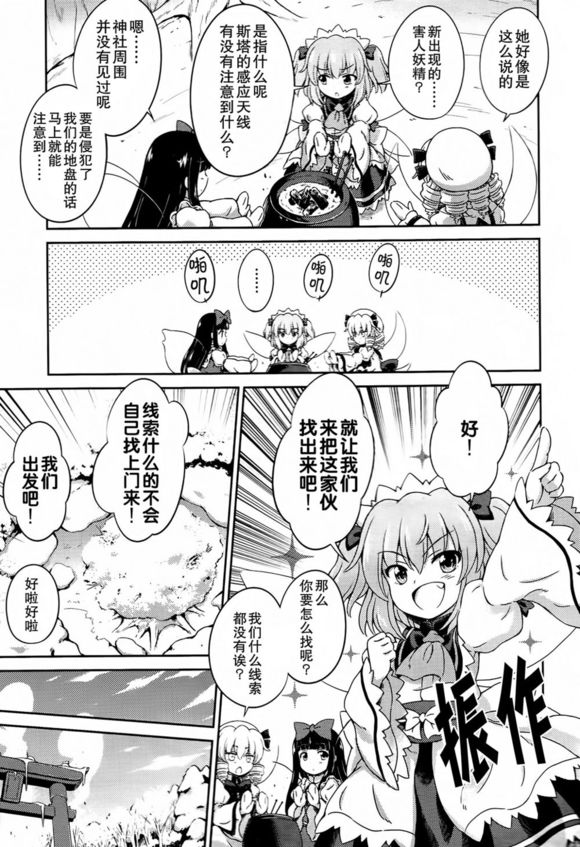 她好像是
这么说的
新出现的
……
害人妖精？
是指什么呢
斯塔的感应天线
有没有注意到什么？
嗯……
神社周围
并没有见过呢
要是侵犯了
我们的地盘的话
马上就能
注意到……
啪叽
啪叽
……
啪叽
好！
就让我们
来把这家伙
找出来吧！
那么
你要怎么找呢？
我们什么线索
都没有诶？
振作
线索什么的不会
自己找上门来！
我们
出发吧！
好啦好啦